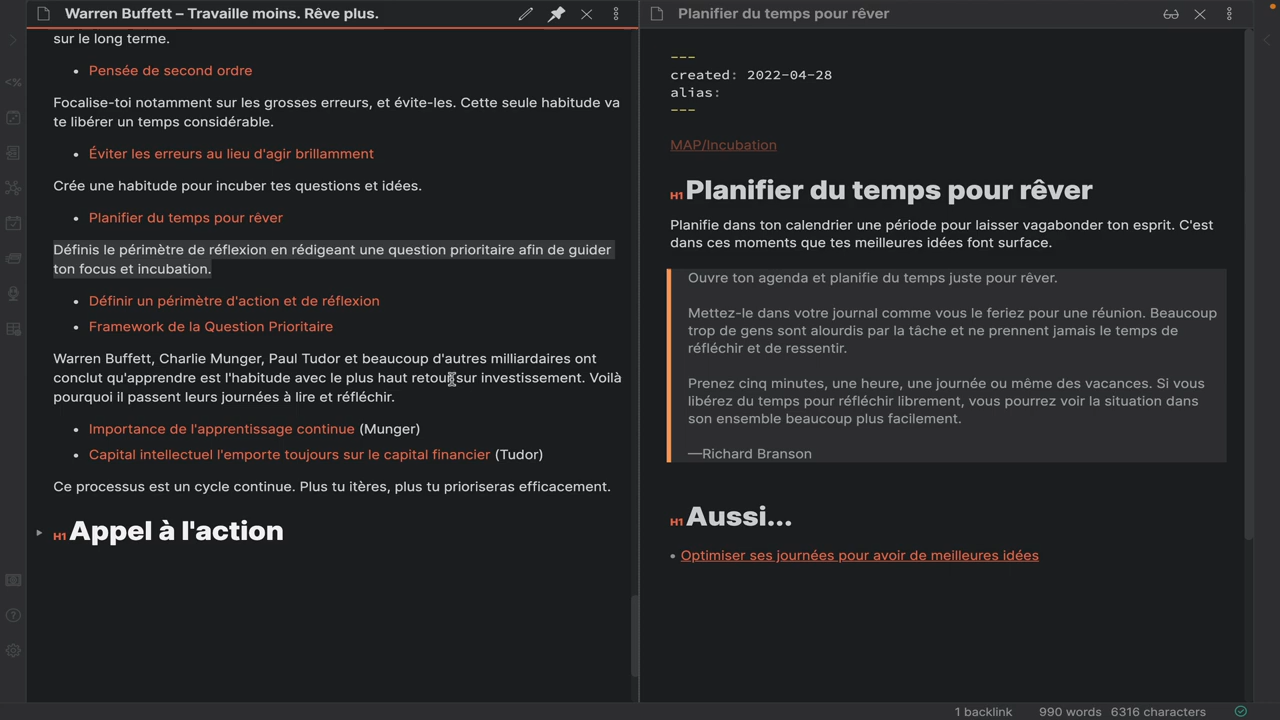 Warren Buffett – Travaille moins. Rêve plus.
sur le long terme.
• Pensée de second ordre
Focalise-toi notamment sur les grosses erreurs, et évite-les. Cette seule habitude va
te libérer un temps considérable.
• Éviter les erreurs au lieu d'agir brillamment
Crée une habitude pour incuber tes questions et idées.
• Planifier du temps pour rêver
Définis le périmètre de réflexion en rédigeant une question prioritaire afin de guider
ton focus et incubation.
• Définir un périmètre d'action et de réflexion
• Framework de la Question Prioritaire
Warren Buffett, Charlie Munger, Paul Tudor et beaucoup d'autres milliardaires ont
conclut qu'apprendre est l'habitude avec le plus haut retour sur investissement. Voilà
pourquoi il passent leurs journées à lire et réfléchir.
• Importance de l'apprentissage continue (Munger)
• Capital intellectuel l'emporte toujours sur le capital financier (Tudor)
Ce processus est un cycle continue. Plus tu itères, plus tu prioriseras efficacement.
H1 Appel à l'action
Planifier du temps pour rêver
---
created: 2022-04-28
alias:
---
MAP/Incubation
H1 Planifier du temps pour rêver
Planifie dans ton calendrier une période pour laisser vagabonder ton esprit. C'est
dans ces moments que tes meilleures idées font surface.
Ouvre ton agenda et planifie du temps juste pour rêver.
Mettez-le dans votre journal comme vous le feriez pour une réunion. Beaucoup
trop de gens sont alourdis par la tâche et ne prennent jamais le temps de
réfléchir et de ressentir.
Prenez cinq minutes, une heure, une journée ou même des vacances. Si vous
libérez du temps pour réfléchir librement, vous pourrez voir la situation dans
son ensemble beaucoup plus facilement.
—Richard Branson
H1 Aussi...
• Optimiser ses journées pour avoir de meilleures idées
1 backlink 990 words 6316 characters